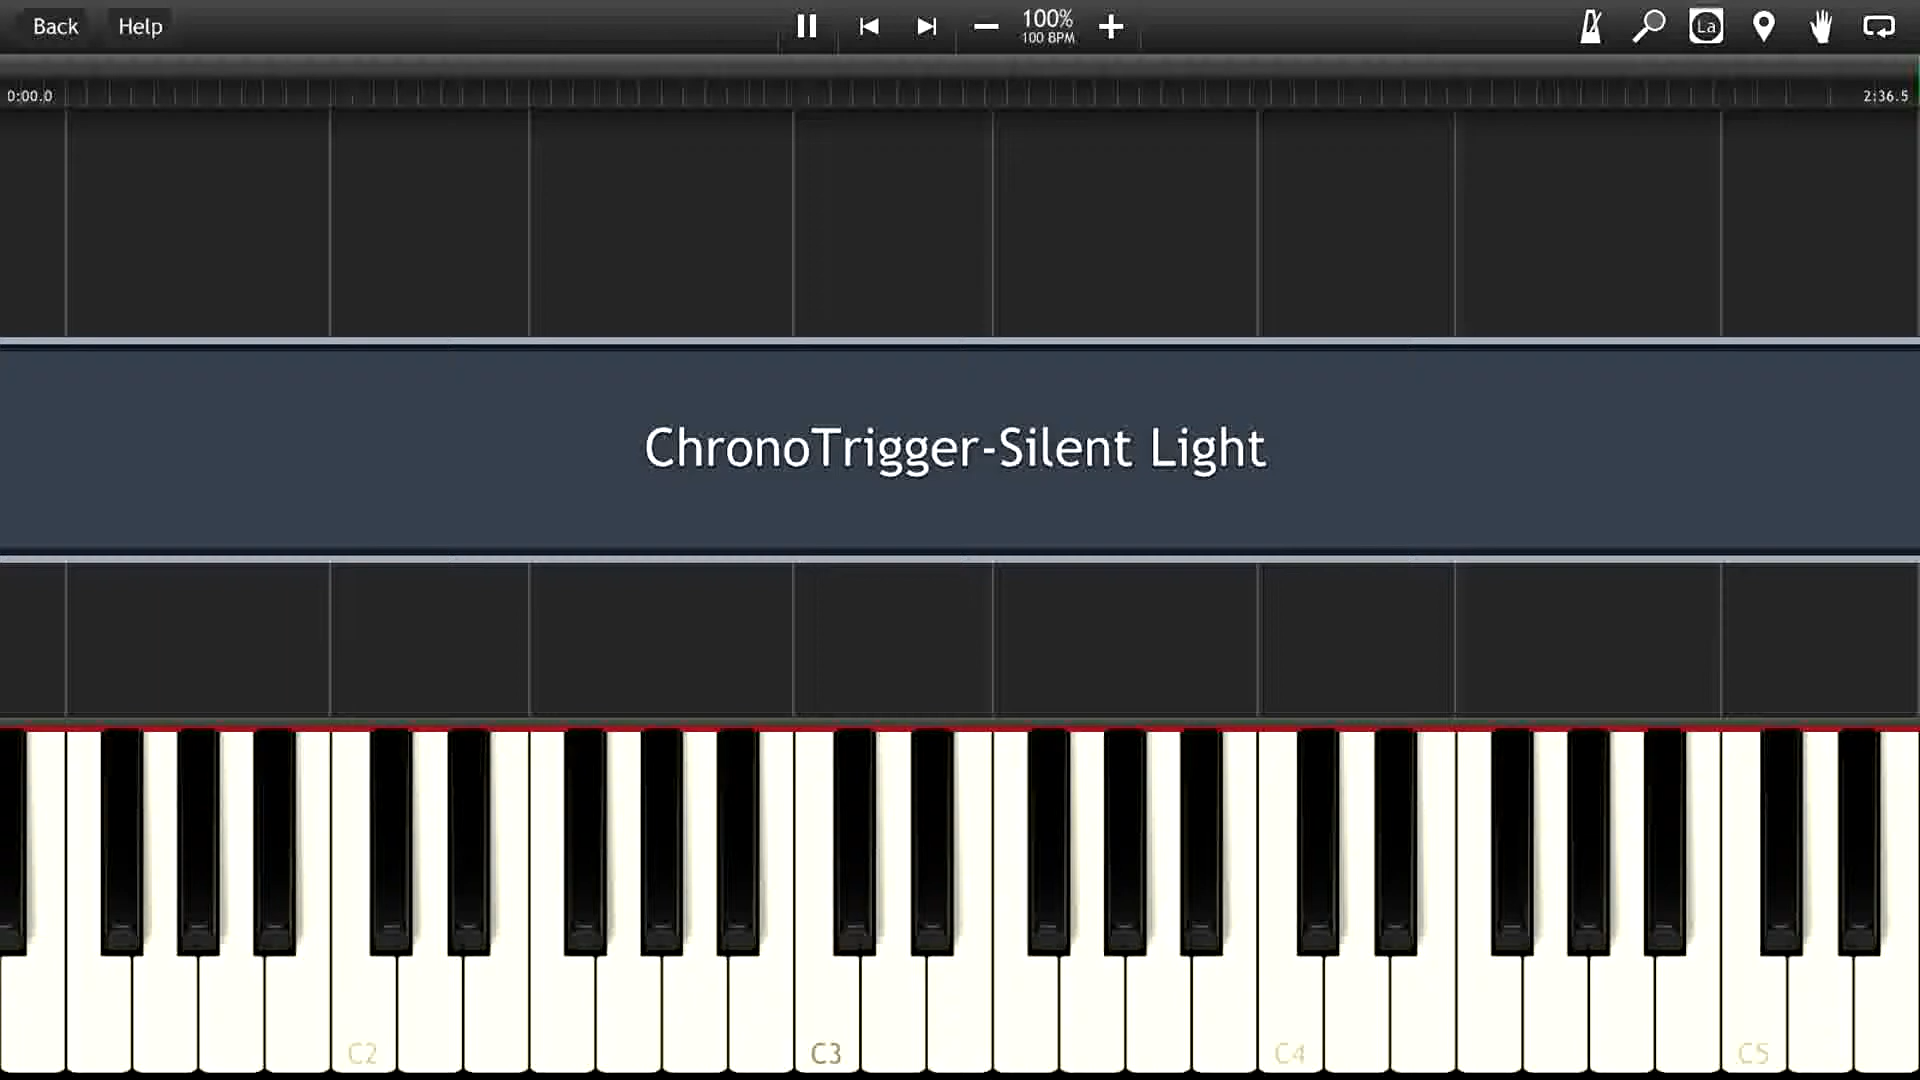 Back Help 100%
100 BPM
La
0:00.0 2:36.5
ChronoTrigger-Silent Light
C2 C3 C4 C5